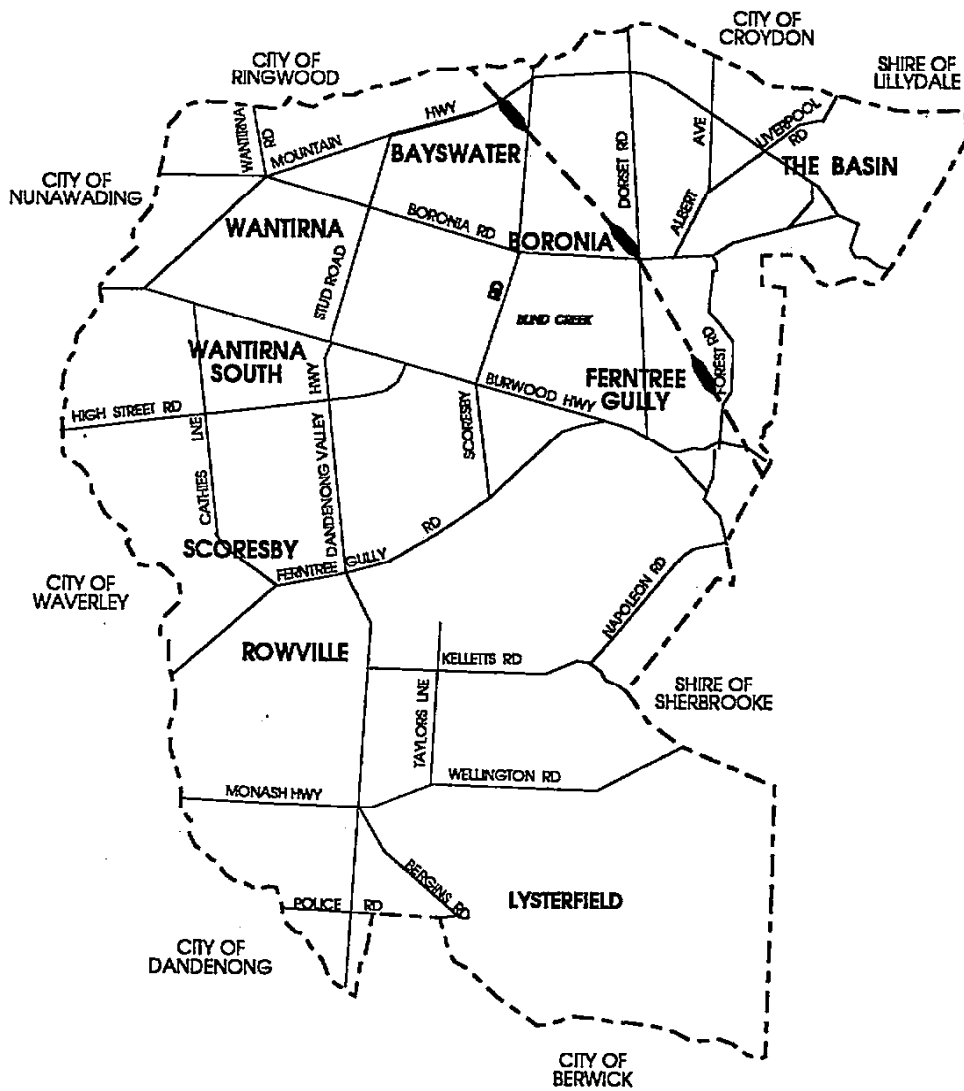 CITY OF
CROYDON
CITY OF
RINGWOOD
SHIRE OF
LILLYDALE
WANTIRNA
RD
MOUNTAIN
HWY
BAYSWATER
DORSET RD
AVE
ALBERT
LIVERPOOL
RD
THE BASIN
CITY OF
NUNAWADING
WANTIRNA
BORONIA RD
BORONIA
STUD ROAD
RD
BLIND CREEK
WANTIRNA
SOUTH
HWY
DANDENONG VALLEY
BURWOOD HWY
FERNTREE
GULLY
FOREST RD
HIGH STREET RD
CATHIES LNE
SCORESBY
SCORESBY
FERNTREE GULLY
RD
CITY OF
WAVERLEY
NAPOLEON RD
ROWVILLE
KELLETTS RD
SHIRE OF
SHERBROOKE
TAYLORS LNE
WELLINGTON RD
MONASH HWY
BERGINS RD
LYSTERFIELD
POLICE RD
CITY OF
DANDENONG
CITY OF
BERWICK